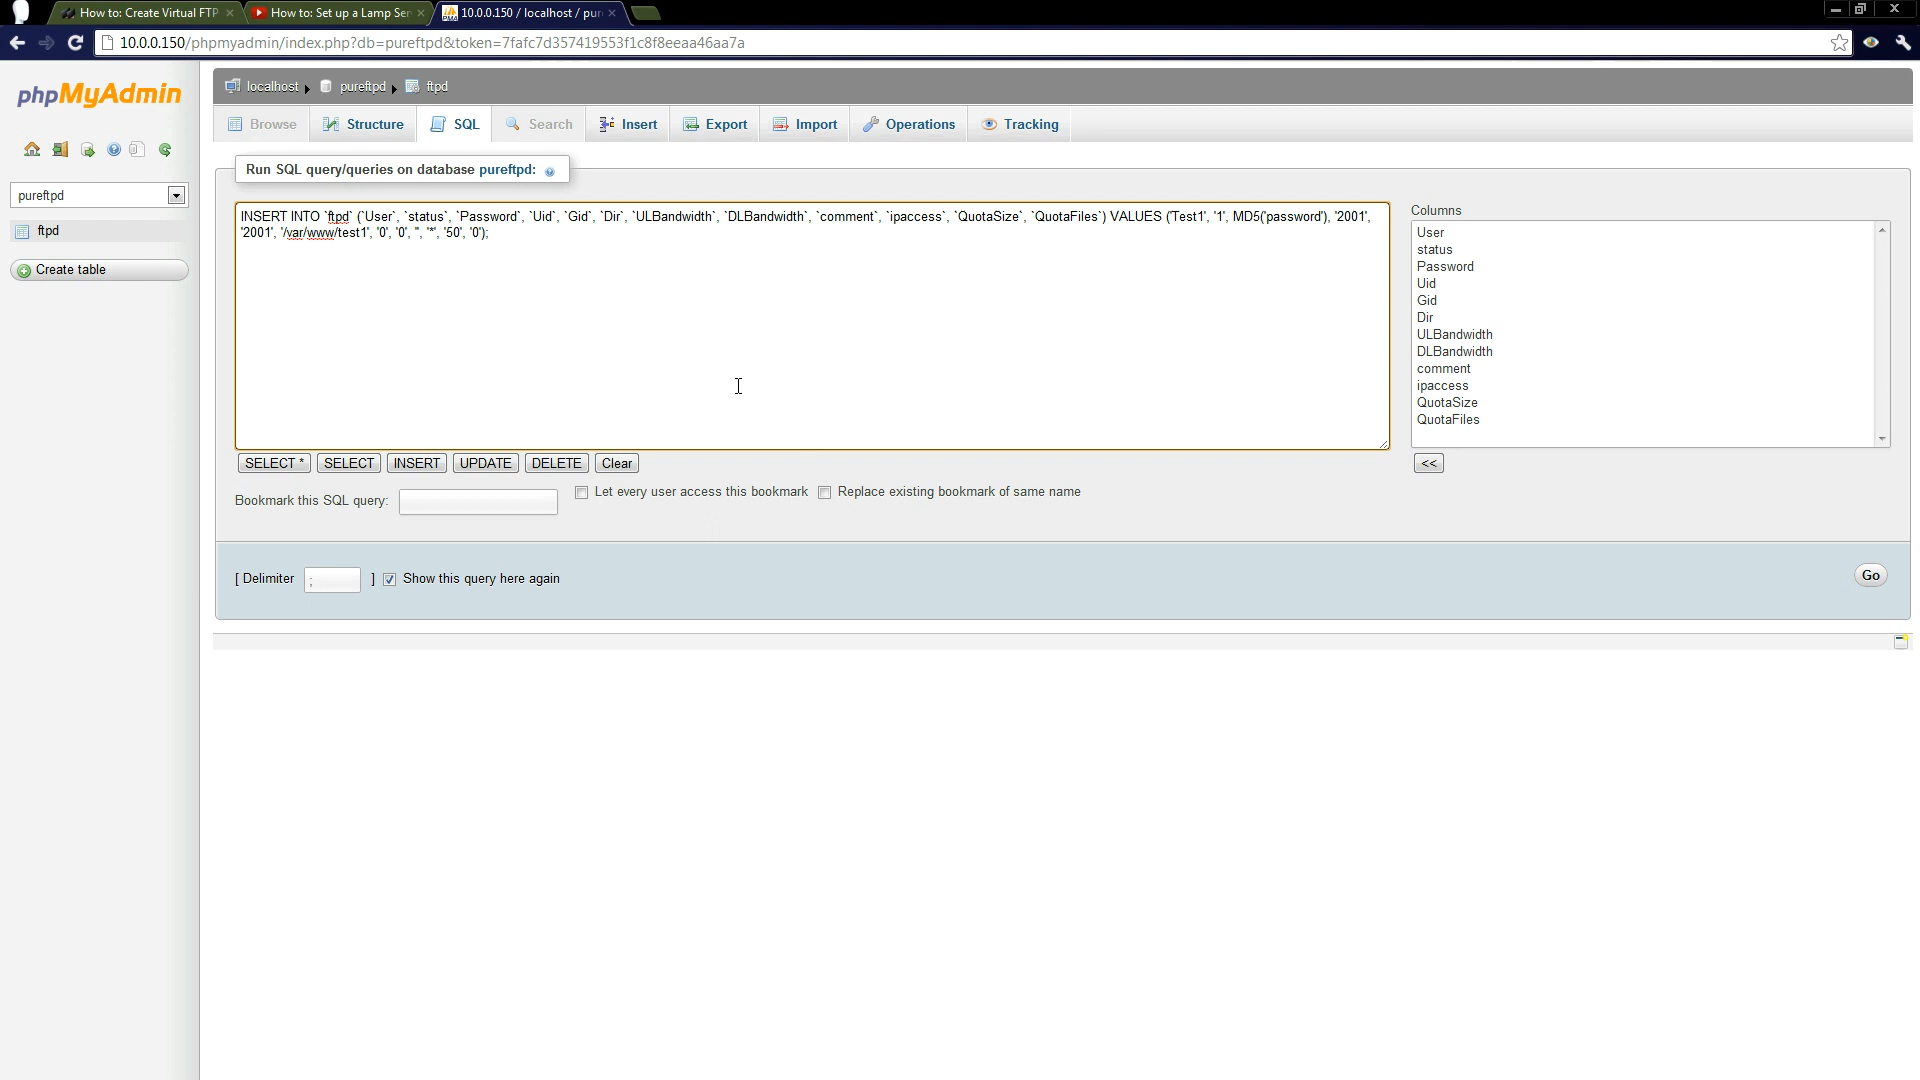 How to: Create Virtual FTP
How to: Set up a Lamp Ser
10.0.0.150 / localhost / pur
10.0.0.150/phpmyadmin/index.php?db=pureftpd&token=7fafc7d357419553f1c8f8eeaa46aa7a
phpMyAdmin
localhost pureftpd ftpd
Browse Structure SQL Search Insert Export Import Operations Tracking
pureftpd
ftpd
Create table
Run SQL query/queries on database pureftpd:
INSERT INTO `ftpd` (`User`, `status`, `Password`, `Uid`, `Gid`, `Dir`, `ULBandwidth`, `DLBandwidth`, `comment`, `ipaccess`, `QuotaSize`, `QuotaFiles`) VALUES ('Test1', '1', MD5('password'), '2001',
'2001', '/var/www/test1', '0', '0', '', '*', '50', '0');
Columns
User
status
Password
Uid
Gid
Dir
ULBandwidth
DLBandwidth
comment
ipaccess
QuotaSize
QuotaFiles
SELECT * SELECT INSERT UPDATE DELETE Clear
<<
Bookmark this SQL query: Let every user access this bookmark Replace existing bookmark of same name
[ Delimiter ; ] Show this query here again
Go